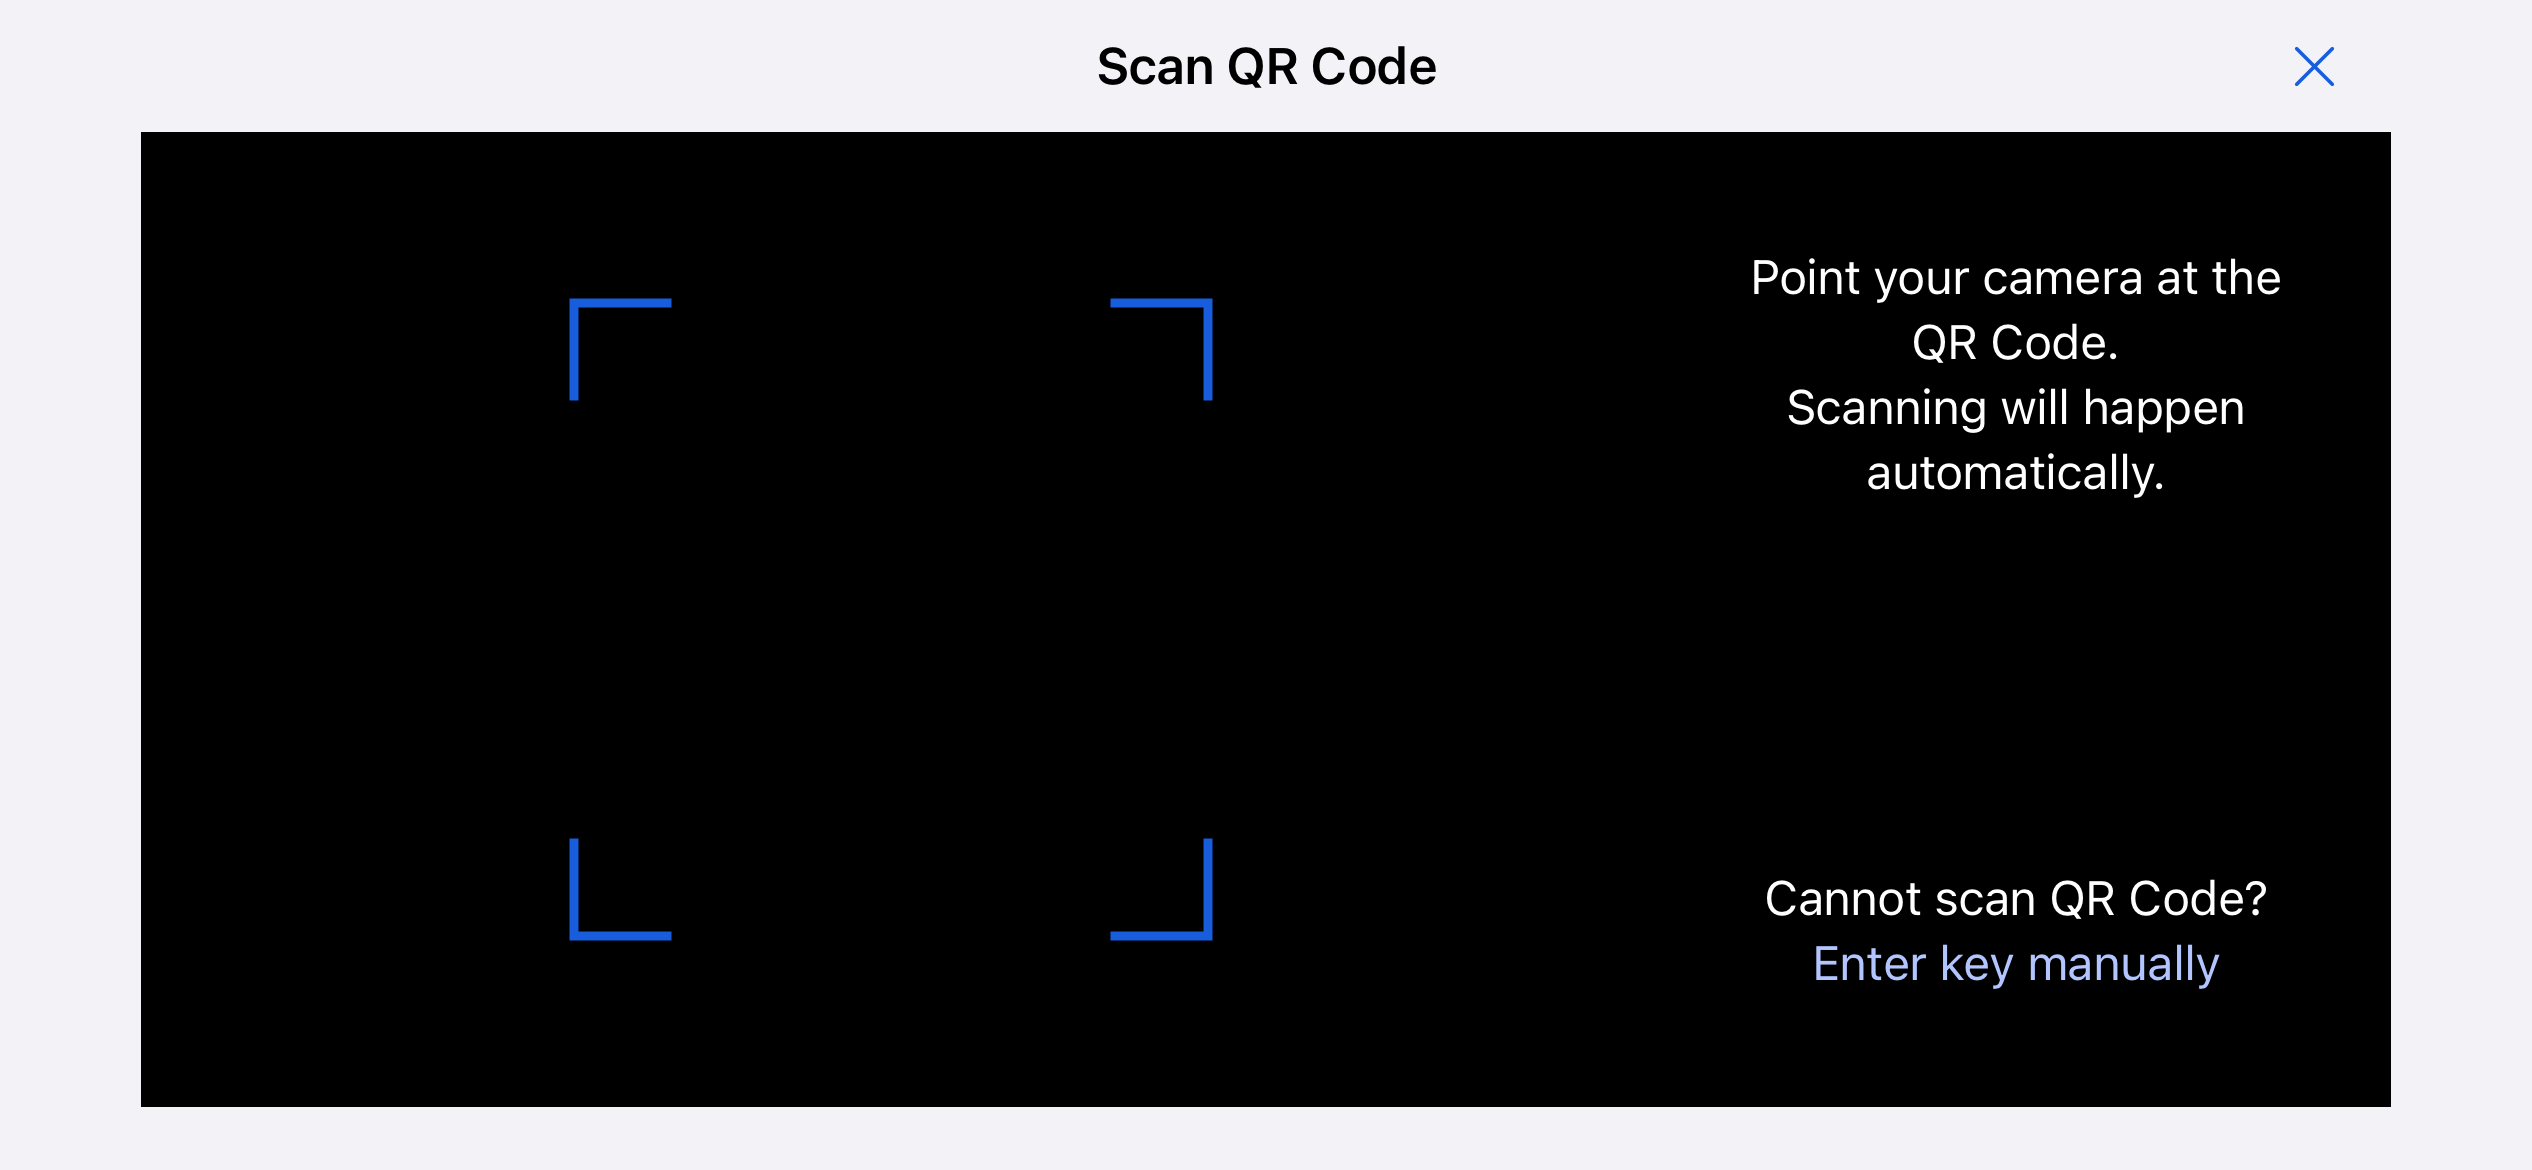 Scan QR Code
Point your camera at the
QR Code.
Scanning will happen
automatically.
Cannot scan QR Code?
Enter key manually